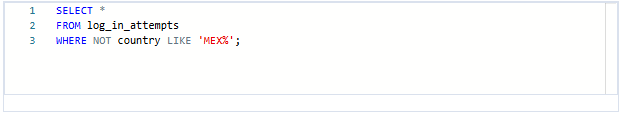 1 SELECT *
2 FROM log_in_attempts
3 WHERE NOT country LIKE 'MEX%';